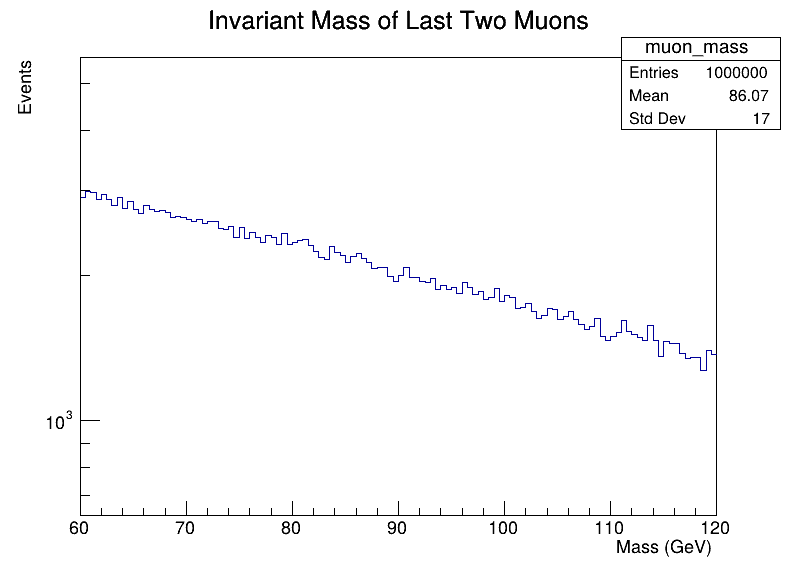 Invariant Mass of Last Two Muons
muon_mass
Entries 1000000
Mean 86.07
Std Dev 17
Events
10³
60 70 80 90 100 110 120
Mass (GeV)